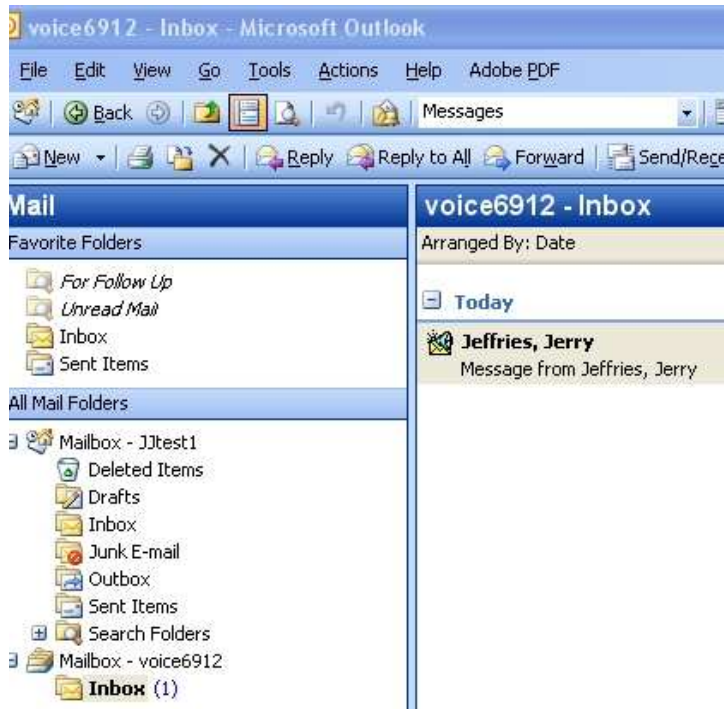 voice6912 - Inbox - Microsoft Outlook
File Edit View Go Tools Actions Help Adobe PDF
Back Messages
New Reply Reply to All Forward Send/Rece
Mail
voice6912 - Inbox
Favorite Folders
Arranged By: Date
For Follow Up
Unread Mail
Inbox
Sent Items
Today
Jeffries, Jerry
Message from Jeffries, Jerry
All Mail Folders
Mailbox - JJtest1
Deleted Items
Drafts
Inbox
Junk E-mail
Outbox
Sent Items
Search Folders
Mailbox - voice6912
Inbox (1)